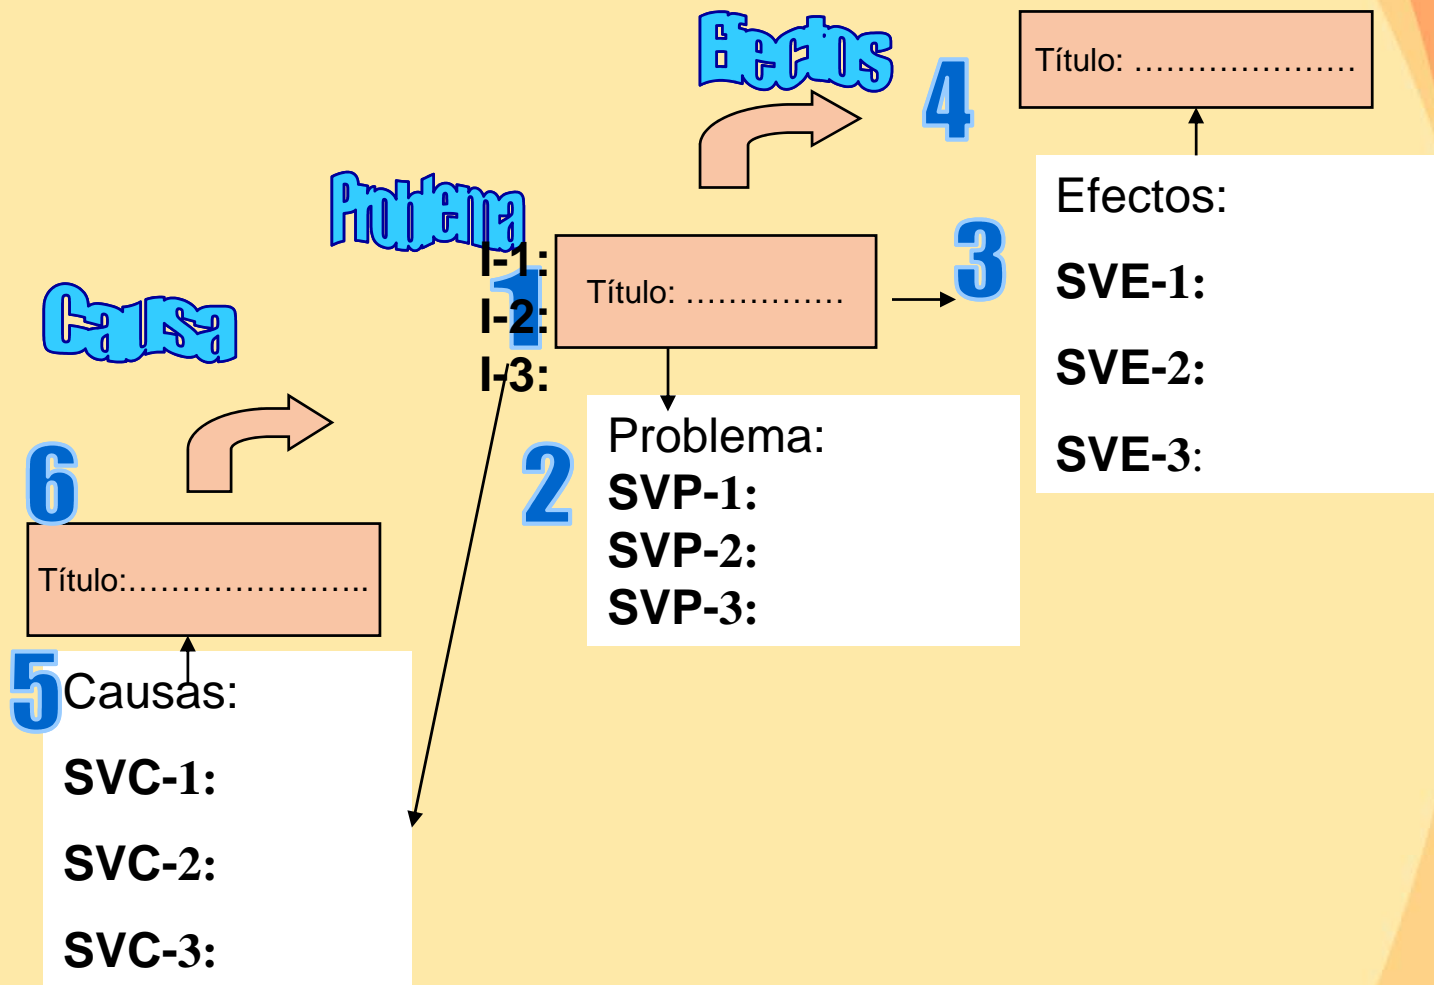 Efectos
4
Título: …………………
Problema
1
I-1:
I-2:
I-3:
Título: ……………
3
Efectos:
SVE-1:
SVE-2:
SVE-3:
Causa
2
Problema:
SVP-1:
SVP-2:
SVP-3:
6
Título:…………………..
5
Causas:
SVC-1:
SVC-2:
SVC-3: